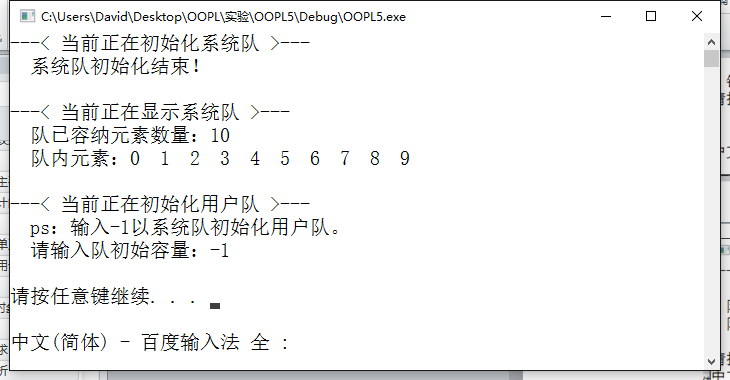 C:\Users\David\Desktop\OOPL\实验\OOPL5\Debug\OOPL5.exe
---< 当前正在初始化系统队 >---
系统队初始化结束!
---< 当前正在显示系统队 >---
队已容纳元素数量: 10
队内元素: 0 1 2 3 4 5 6 7 8 9
---< 当前正在初始化用户队 >---
ps: 输入-1以系统队初始化用户队。
请输入队初始容量: -1
请按任意键继续. . .
中文(简体) - 百度输入法 全 :